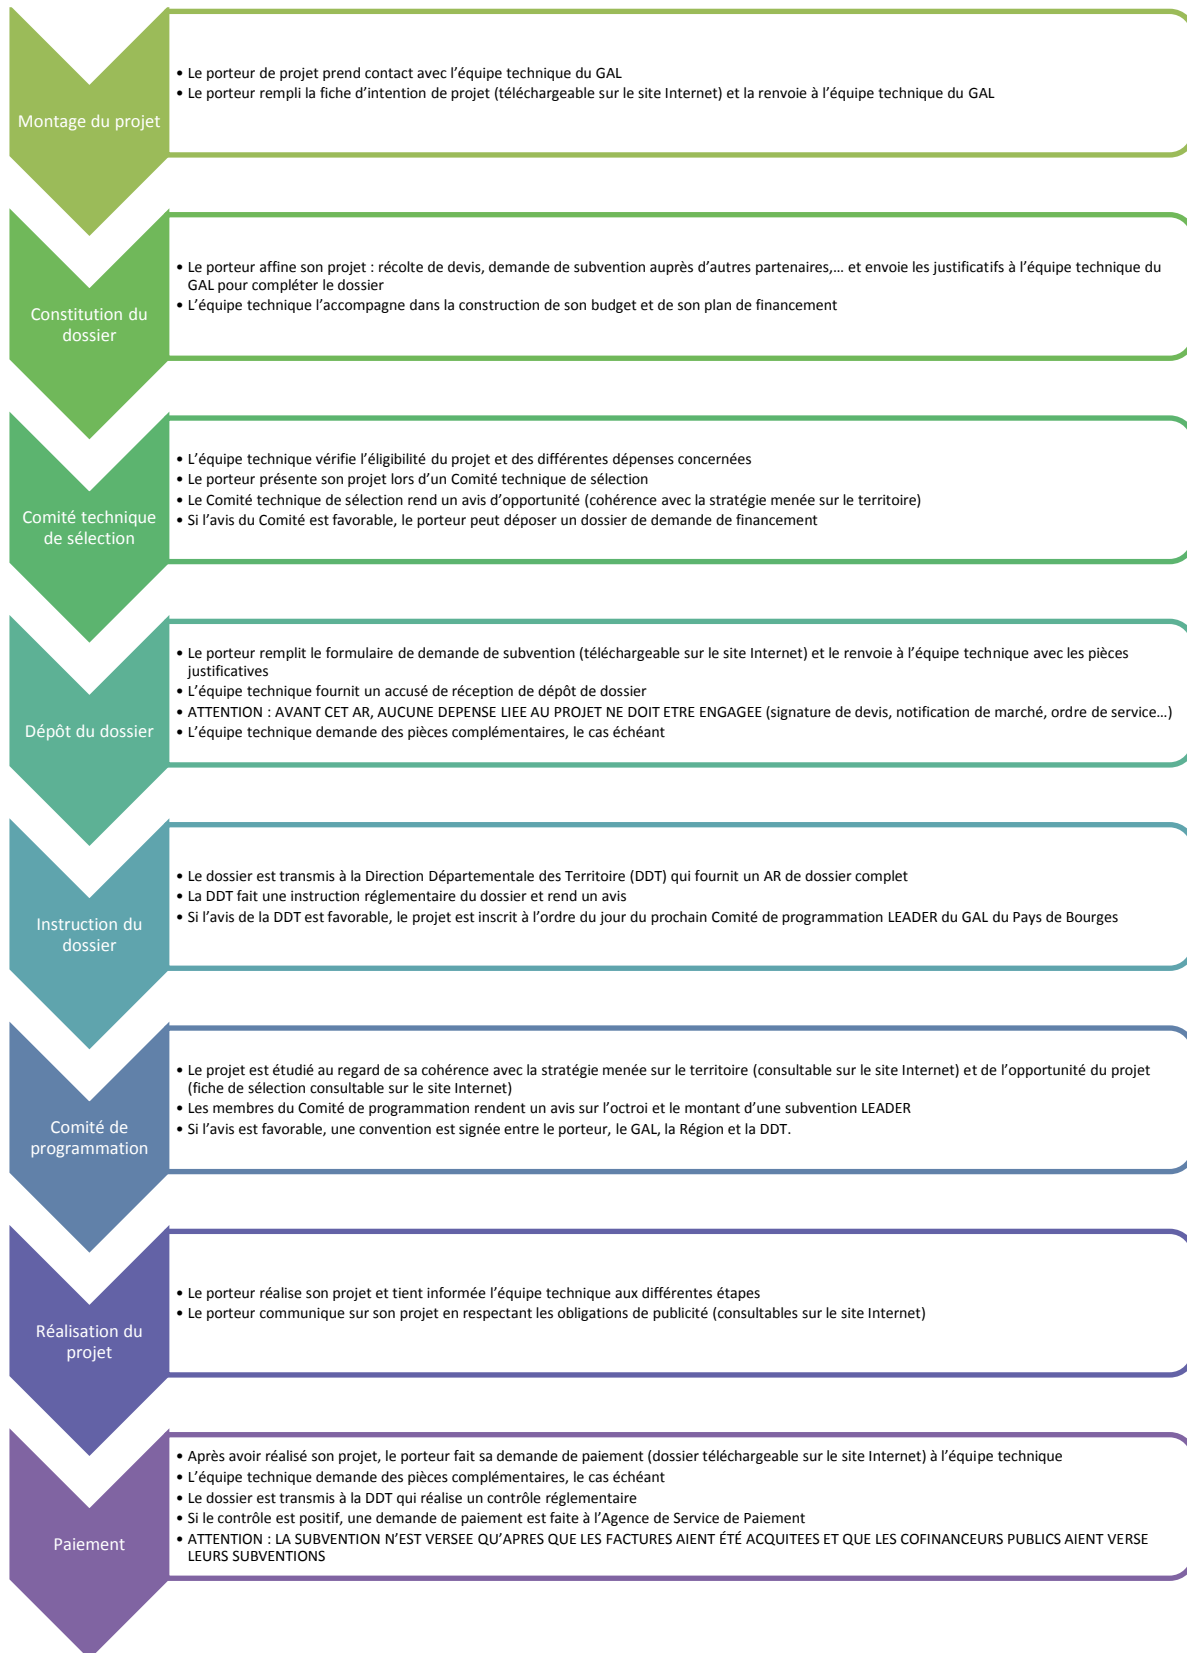 Montage du projet
• Le porteur de projet prend contact avec l'équipe technique du GAL
• Le porteur rempli la fiche d'intention de projet (téléchargeable sur le site Internet) et la renvoie à l'équipe technique du GAL
Constitution du
dossier
• Le porteur affine son projet : récolte de devis, demande de subvention auprès d'autres partenaires,... et envoie les justificatifs à l'équipe technique du
GAL pour compléter le dossier
• L'équipe technique l'accompagne dans la construction de son budget et de son plan de financement
Comité technique
de sélection
• L'équipe technique vérifie l'éligibilité du projet et des différentes dépenses concernées
• Le porteur présente son projet lors d'un Comité technique de sélection
• Le Comité technique de sélection rend un avis d'opportunité (cohérence avec la stratégie menée sur le territoire)
• Si l'avis du Comité est favorable, le porteur peut déposer un dossier de demande de financement
Dépôt du dossier
• Le porteur remplit le formulaire de demande de subvention (téléchargeable sur le site Internet) et le renvoie à l'équipe technique avec les pièces
justificatives
• L'équipe technique fournit un accusé de réception de dépôt de dossier
• ATTENTION : AVANT CET AR, AUCUNE DEPENSE LIEE AU PROJET NE DOIT ETRE ENGAGEE (signature de devis, notification de marché, ordre de service…)
• L'équipe technique demande des pièces complémentaires, le cas échéant
Instruction du
dossier
• Le dossier est transmis à la Direction Départementale des Territoire (DDT) qui fournit un AR de dossier complet
• La DDT fait une instruction réglementaire du dossier et rend un avis
• Si l'avis de la DDT est favorable, le projet est inscrit à l'ordre du jour du prochain Comité de programmation LEADER du GAL du Pays de Bourges
Comité de
programmation
• Le projet est étudié au regard de sa cohérence avec la stratégie menée sur le territoire (consultable sur le site Internet) et de l'opportunité du projet
(fiche de sélection consultable sur le site Internet)
• Les membres du Comité de programmation rendent un avis sur l'octroi et le montant d'une subvention LEADER
• Si l'avis est favorable, une convention est signée entre le porteur, le GAL, la Région et la DDT.
Réalisation du
projet
• Le porteur réalise son projet et tient informée l'équipe technique aux différentes étapes
• Le porteur communique sur son projet en respectant les obligations de publicité (consultables sur le site Internet)
Paiement
• Après avoir réalisé son projet, le porteur fait sa demande de paiement (dossier téléchargeable sur le site Internet) à l'équipe technique
• L'équipe technique demande des pièces complémentaires, le cas échéant
• Le dossier est transmis à la DDT qui réalise un contrôle réglementaire
• Si le contrôle est positif, une demande de paiement est faite à l'Agence de Service de Paiement
• ATTENTION : LA SUBVENTION N'EST VERSEE QU'APRES QUE LES FACTURES AIENT ÉTÉ ACQUITEES ET QUE LES COFINANCEURS PUBLICS AIENT VERSE
LEURS SUBVENTIONS